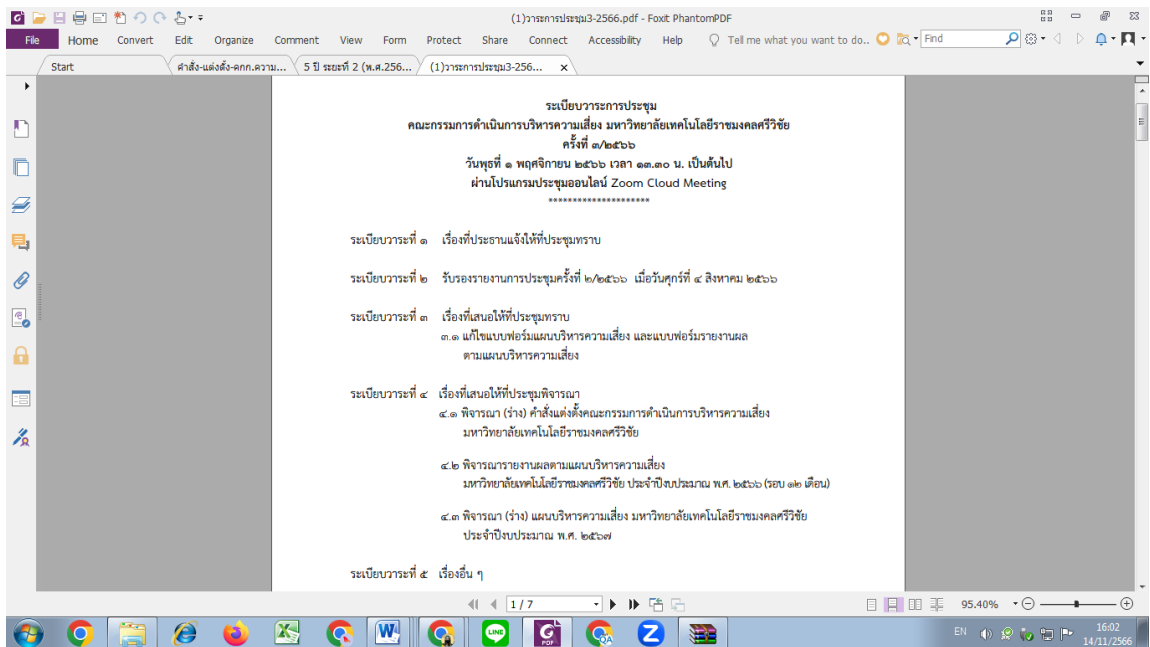 (1)วาระการประชุม3-2566.pdf - Foxit PhantomPDF
File Home Convert Edit Organize Comment View Form Protect Share Connect Accessibility Help Tell me what you want to do.. Find
Start คำสั่ง-แต่งตั้ง-คกก.ความ... 5 ปี ระยะที่ 2 (พ.ศ.256... (1)วาระการประชุม3-256... x
ระเบียบวาระการประชุม
คณะกรรมการดำเนินการบริหารความเสี่ยง มหาวิทยาลัยเทคโนโลยีราชมงคลศรีวิชัย
ครั้งที่ ๓/๒๕๖๖
วันพุธที่ ๑ พฤศจิกายน ๒๕๖๖ เวลา ๑๓.๓๐ น. เป็นต้นไป
ผ่านโปรแกรมประชุมออนไลน์ Zoom Cloud Meeting
*********************
ระเบียบวาระที่ ๑ เรื่องที่ประธานแจ้งให้ที่ประชุมทราบ
ระเบียบวาระที่ ๒ รับรองรายงานการประชุมครั้งที่ ๒/๒๕๖๖ เมื่อวันศุกร์ที่ ๔ สิงหาคม ๒๕๖๖
ระเบียบวาระที่ ๓ เรื่องที่เสนอให้ที่ประชุมทราบ
๓.๑ แก้ไขแบบฟอร์มแผนบริหารความเสี่ยง และแบบฟอร์มรายงานผล
ตามแผนบริหารความเสี่ยง
ระเบียบวาระที่ ๔ เรื่องที่เสนอให้ที่ประชุมพิจารณา
๔.๑ พิจารณา (ร่าง) คำสั่งแต่งตั้งคณะกรรมการดำเนินการบริหารความเสี่ยง
มหาวิทยาลัยเทคโนโลยีราชมงคลศรีวิชัย
๔.๒ พิจารณารายงานผลตามแผนบริหารความเสี่ยง
มหาวิทยาลัยเทคโนโลยีราชมงคลศรีวิชัย ประจำปีงบประมาณ พ.ศ. ๒๕๖๖ (รอบ ๑๒ เดือน)
๔.๓ พิจารณา (ร่าง) แผนบริหารความเสี่ยง มหาวิทยาลัยเทคโนโลยีราชมงคลศรีวิชัย
ประจำปีงบประมาณ พ.ศ. ๒๕๖๗
ระเบียบวาระที่ ๕ เรื่องอื่น ๆ
1 / 7 95.40%
EN 16:02
14/11/2566